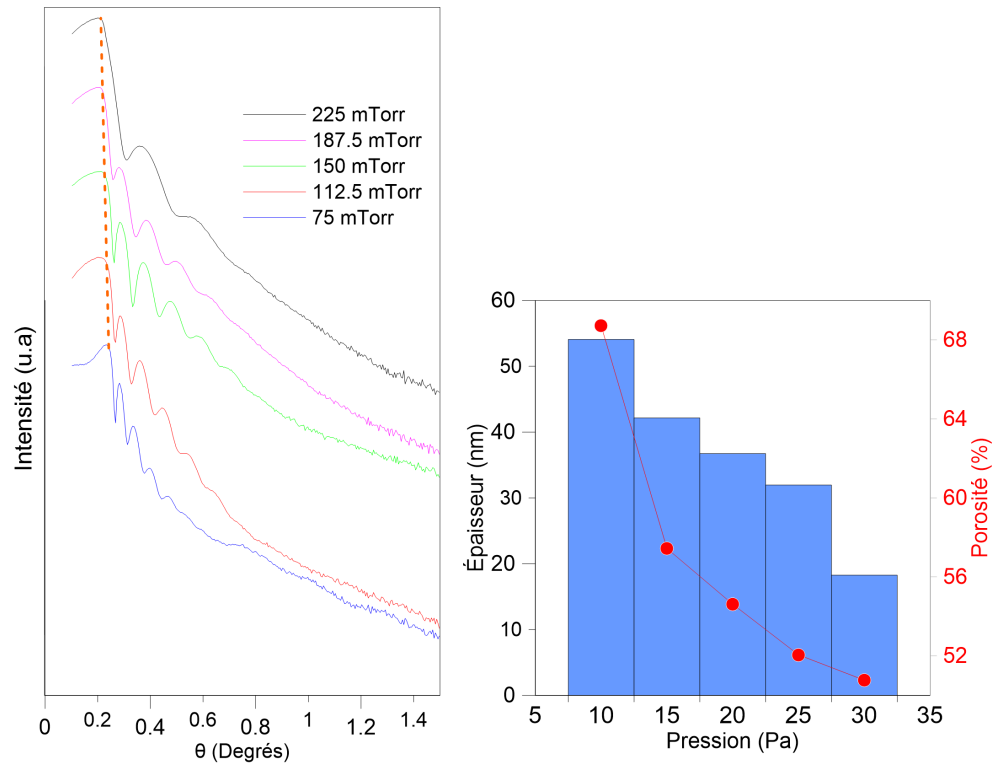 225 mTorr
187.5 mTorr
150 mTorr
112.5 mTorr
75 mTorr
Intensité (u.a)
0 0.2 0.4 0.6 0.8 1 1.2 1.4
θ (Degrés)
60
50
40
30
20
10
0
Épaisseur (nm)
68
64
60
56
52
Porosité (%)
5 10 15 20 25 30 35
Pression (Pa)